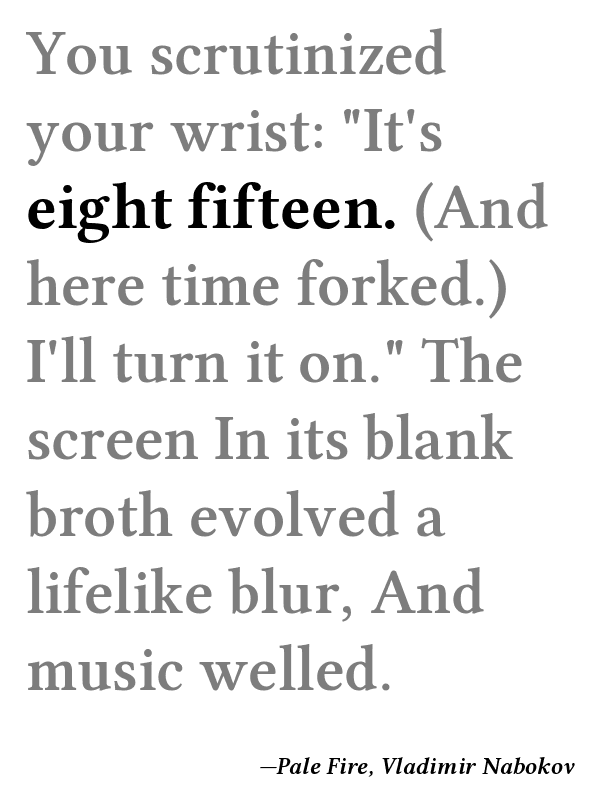 You scrutinized
your wrist: "It's
eight fifteen. (And
here time forked.)
I'll turn it on." The
screen In its blank
broth evolved a
lifelike blur, And
music welled.
—Pale Fire, Vladimir Nabokov